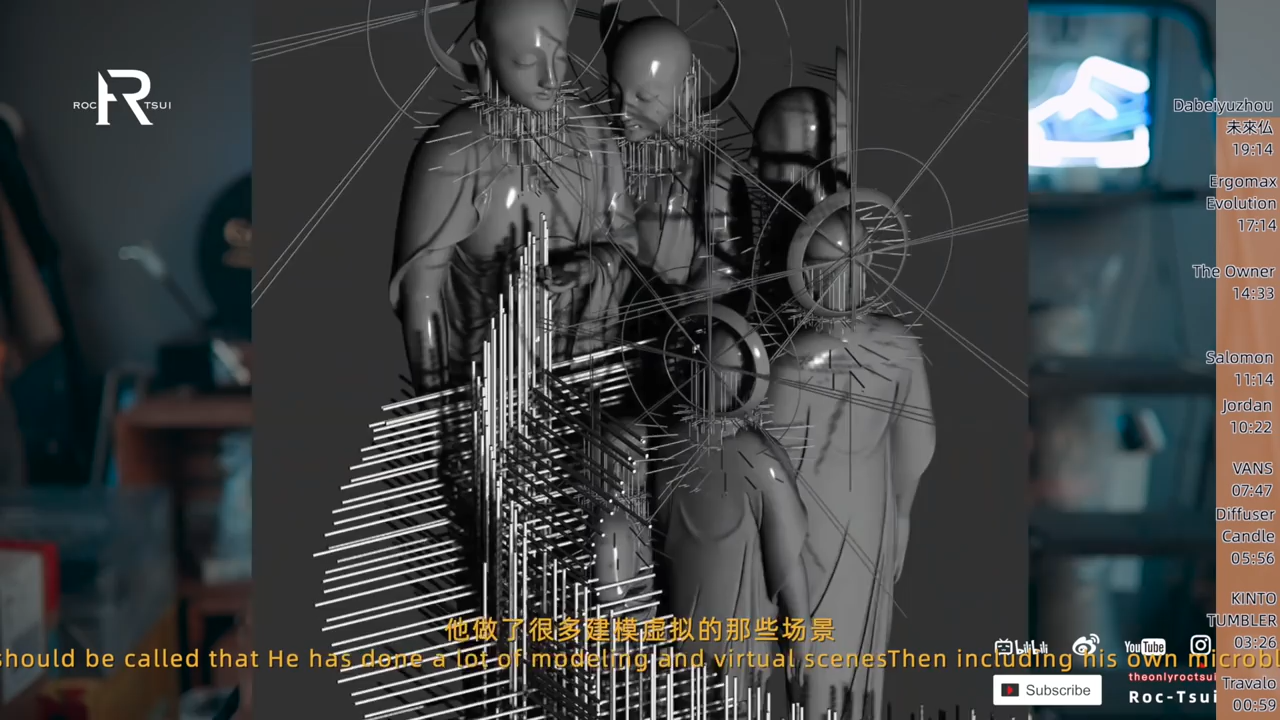 ROC R TSUI
Dabeiyuzhou
未來仏
19:14
Ergomax
Evolution
17:14
The Owner
14:33
Salomon
11:14
Jordan
10:22
VANS
07:47
Diffuser
Candle
05:56
KINTO
TUMBLER
03:26
Travalo
00:59
他做了很多建模虚拟的那些场景
should be called that He has done a lot of modeling and virtual scenesThen including his own microbl
bilibili
YouTube
theonlyroctsui
Subscribe
Roc-Tsui